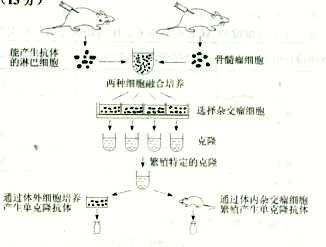 (15分)
能产生抗体
的淋巴细胞
骨髓瘤细胞
两种细胞融合培养
选择杂交瘤细胞
克隆
繁殖特定的克隆
通过体外细胞培养
产生单克隆抗体
通过体内杂交瘤细胞
繁殖产生单克隆抗体